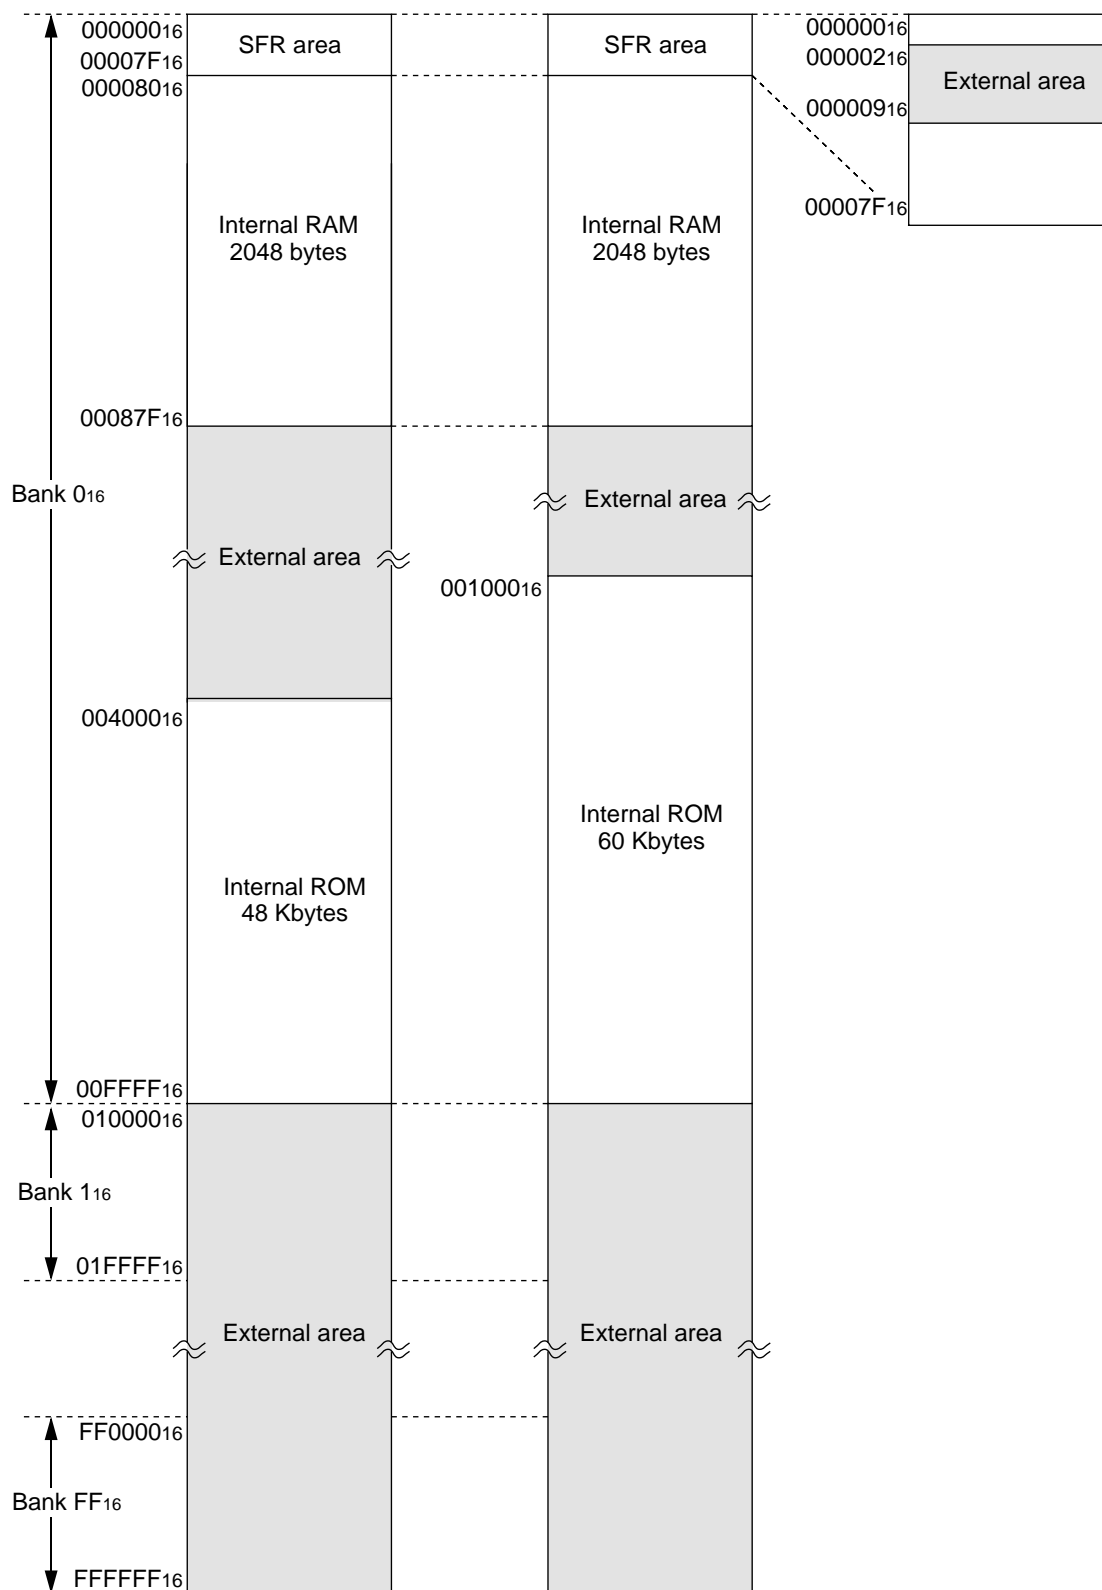 000000₁₆
SFR area
SFR area
000000₁₆
00007F₁₆
000002₁₆
000080₁₆
External area
000009₁₆
00007F₁₆
Internal RAM
2048 bytes
Internal RAM
2048 bytes
00087F₁₆
Bank 0₁₆
External area
External area
001000₁₆
004000₁₆
Internal ROM
60 Kbytes
Internal ROM
48 Kbytes
00FFFF₁₆
010000₁₆
Bank 1₁₆
01FFFF₁₆
External area
External area
FF0000₁₆
Bank FF₁₆
FFFFFF₁₆